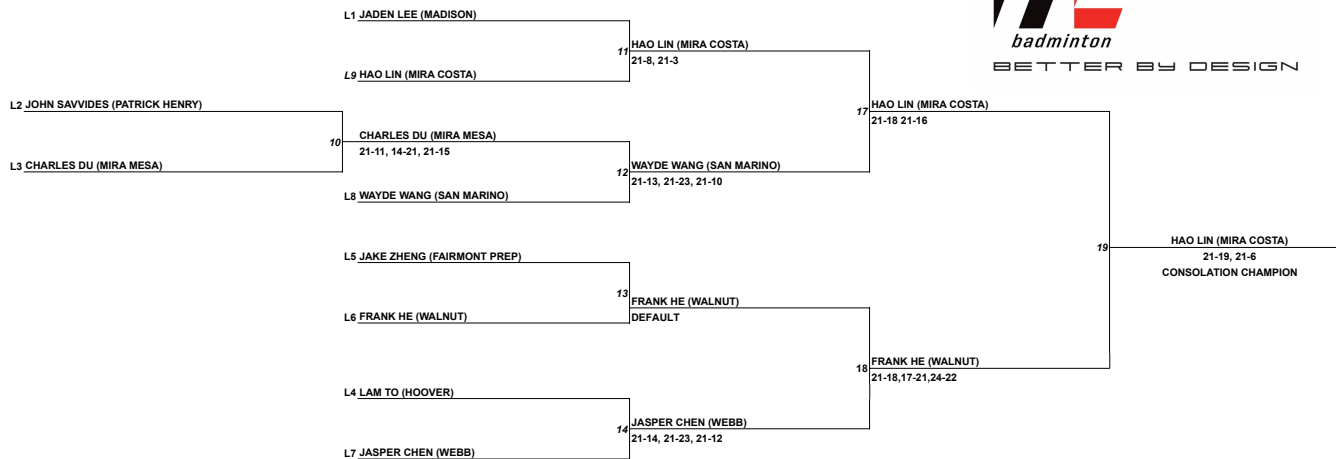 L1 JADEN LEE (MADISON)
badminton
BETTER BY DESIGN
11 HAO LIN (MIRA COSTA)
21-8, 21-3
L9 HAO LIN (MIRA COSTA)
L2 JOHN SAVVIDES (PATRICK HENRY)
17 HAO LIN (MIRA COSTA)
21-18 21-16
10 CHARLES DU (MIRA MESA)
21-11, 14-21, 21-15
L3 CHARLES DU (MIRA MESA)
12 WAYDE WANG (SAN MARINO)
21-13, 21-23, 21-10
L8 WAYDE WANG (SAN MARINO)
19 HAO LIN (MIRA COSTA)
21-19, 21-6
CONSOLATION CHAMPION
L5 JAKE ZHENG (FAIRMONT PREP)
13 FRANK HE (WALNUT)
DEFAULT
L6 FRANK HE (WALNUT)
18 FRANK HE (WALNUT)
21-18,17-21,24-22
L4 LAM TO (HOOVER)
14 JASPER CHEN (WEBB)
21-14, 21-23, 21-12
L7 JASPER CHEN (WEBB)